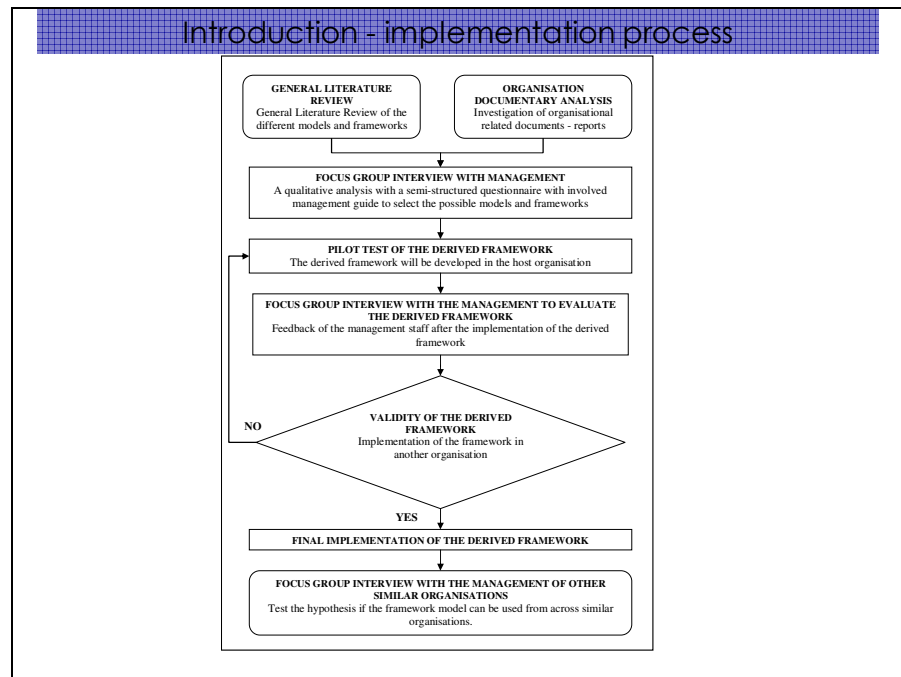 Introduction - implementation process
GENERAL LITERATURE
REVIEW
General Literature Review of the
different models and frameworks
ORGANISATION
DOCUMENTARY ANALYSIS
Investigation of organisational
related documents - reports
FOCUS GROUP INTERVIEW WITH MANAGEMENT
A qualitative analysis with a semi-structured questionnaire with involved
management guide to select the possible models and frameworks
PILOT TEST OF THE DERIVED FRAMEWORK
The derived framework will be developed in the host organisation
FOCUS GROUP INTERVIEW WITH THE MANAGEMENT TO EVALUATE
THE DERIVED FRAMEWORK
Feedback of the management staff after the implementation of the derived
framework
VALIDITY OF THE DERIVED
FRAMEWORK
Implementation of the framework in
another organisation
NO
YES
FINAL IMPLEMENTATION OF THE DERIVED FRAMEWORK
FOCUS GROUP INTERVIEW WITH THE MANAGEMENT OF OTHER
SIMILAR ORGANISATIONS
Test the hypothesis if the framework model can be used from across similar
organisations.